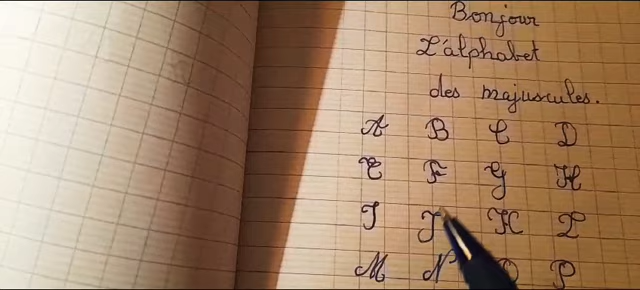 Bonjour
L'alphabet
des majuscules.
A B C D
E F G H
I J K L
M N O P